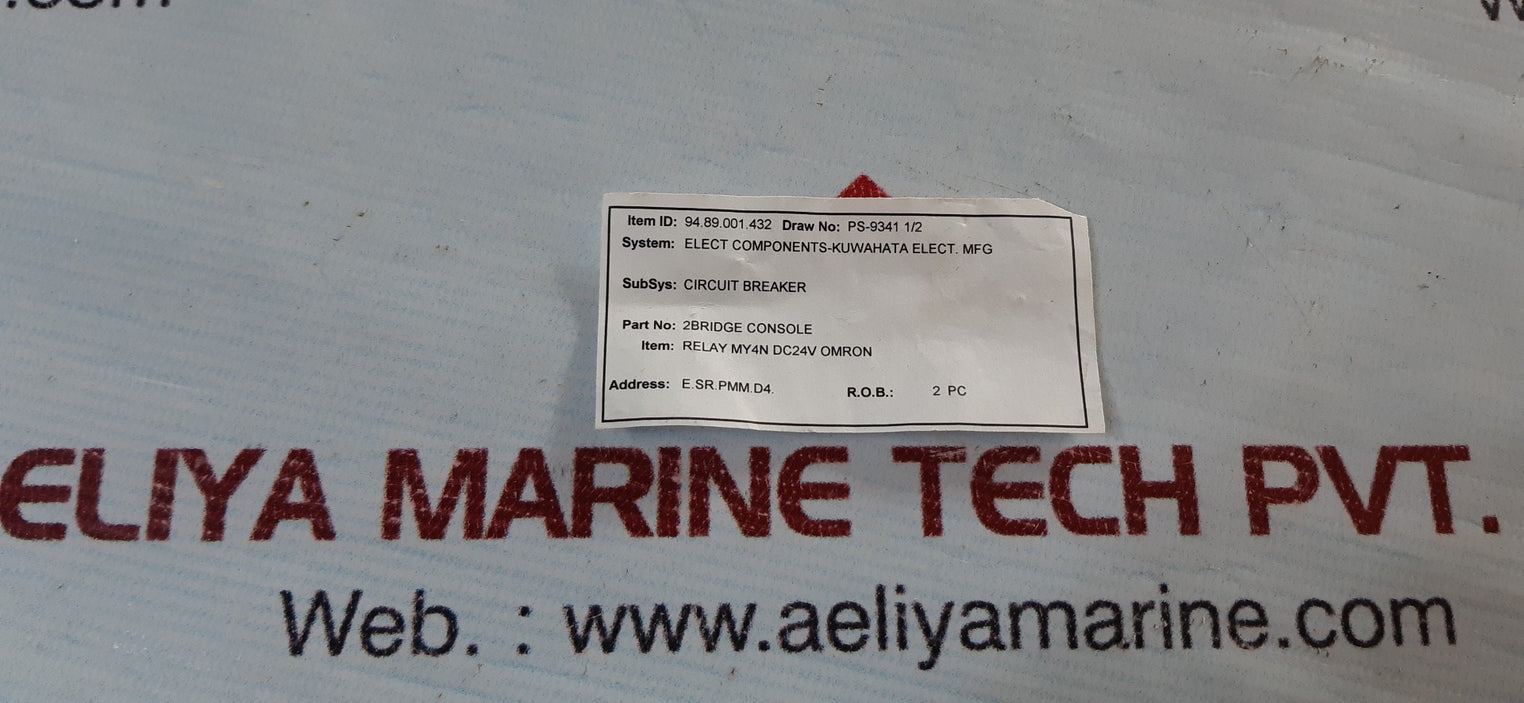 .com
Item ID: 94.89.001.432 Draw No: PS-9341 1/2
System: ELECT COMPONENTS-KUWAHATA ELECT. MFG
SubSys: CIRCUIT BREAKER
Part No: 2BRIDGE CONSOLE
Item: RELAY MY4N DC24V OMRON
Address: E.SR.PMM.D4. R.O.B.: 2 PC
ELIYA MARINE TECH PVT.
Web. : www.aeliyamarine.com